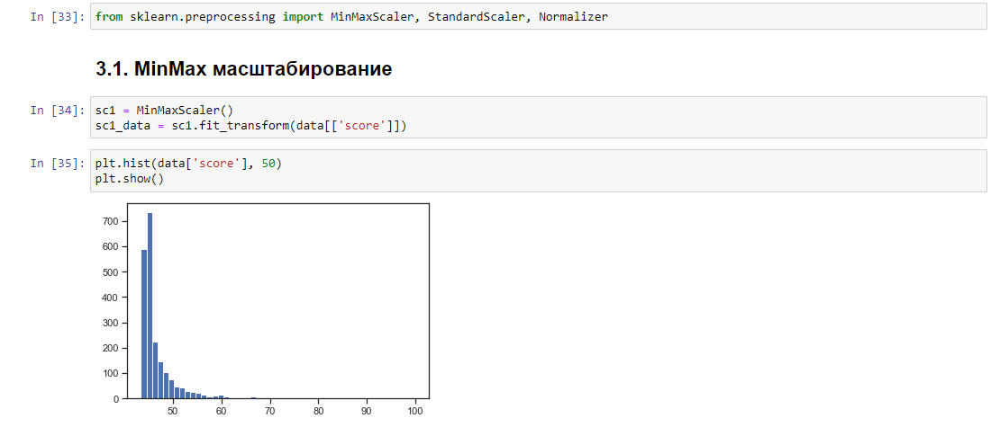 In [33]: from sklearn.preprocessing import MinMaxScaler, StandardScaler, Normalizer
3.1. MinMax масштабирование
In [34]: sc1 = MinMaxScaler()
sc1_data = sc1.fit_transform(data[['score']])
In [35]: plt.hist(data['score'], 50)
plt.show()
700
600
500
400
300
200
100
0
50 60 70 80 90 100